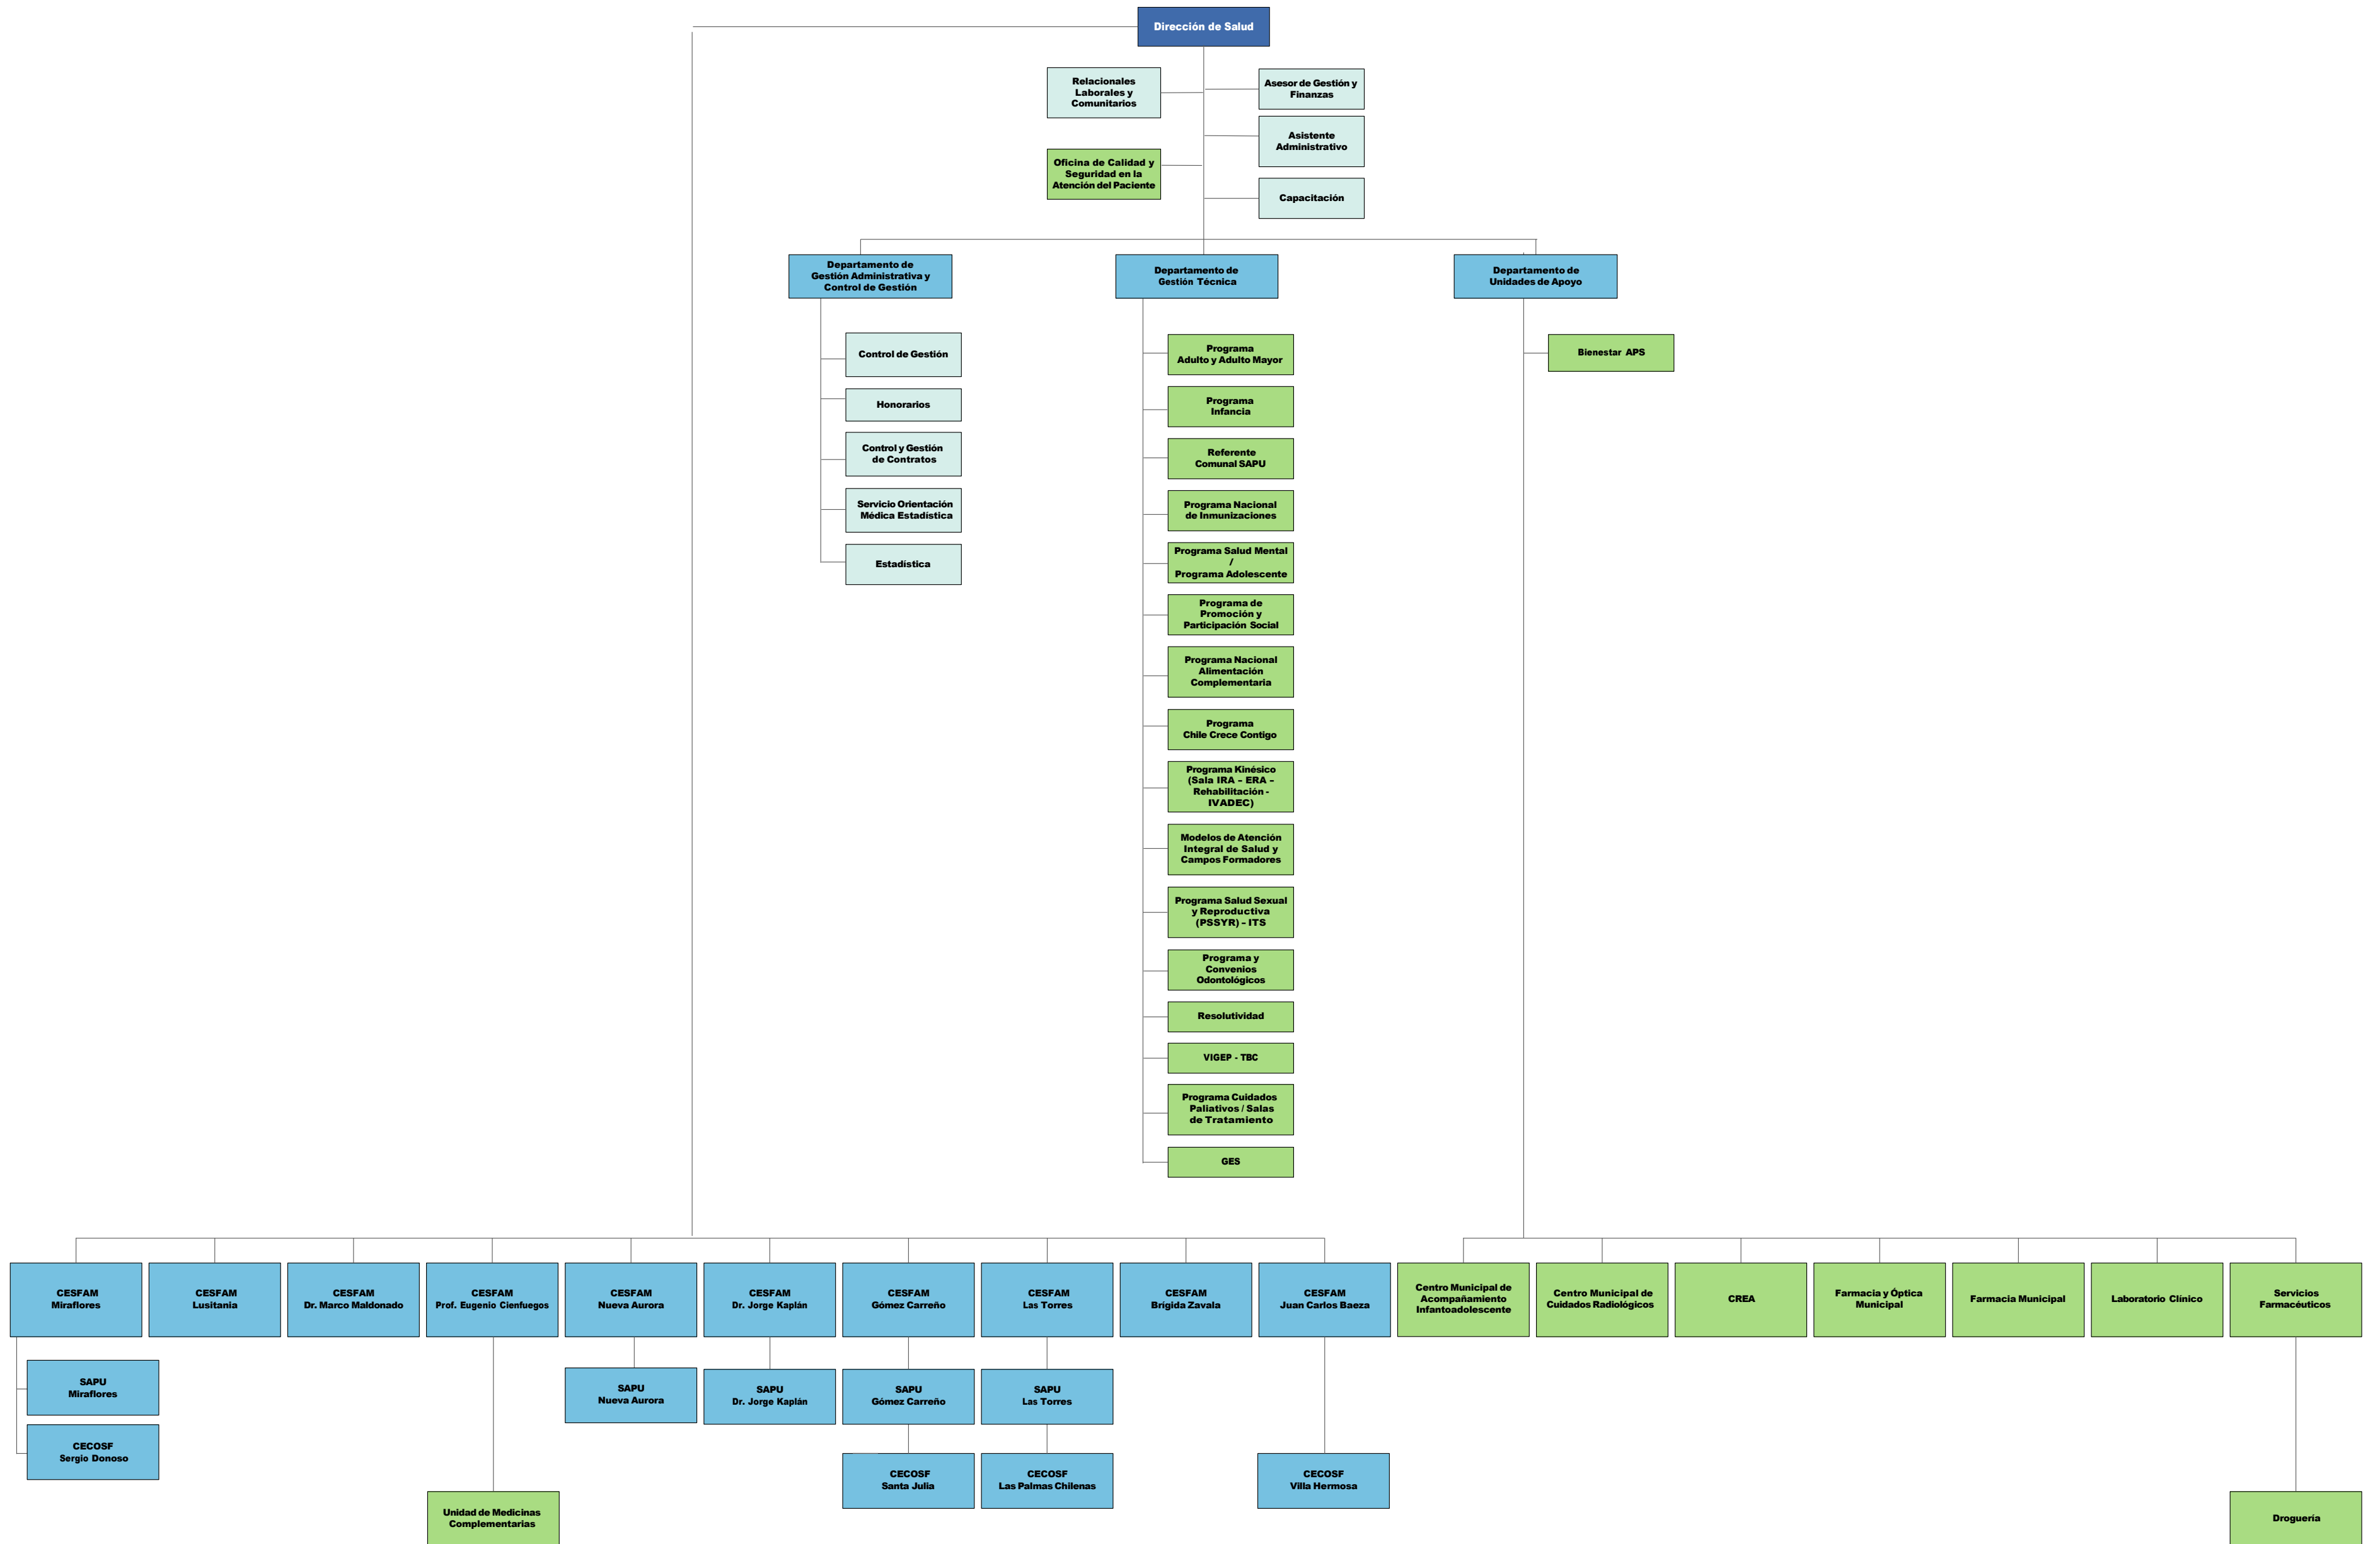 Dirección de Salud
Relacionales
Laborales y
Comunitarios
Asesor de Gestión y
Finanzas
Asistente
Administrativo
Oficina de Calidad y
Seguridad en la
Atención del Paciente
Capacitación
Departamento de
Gestión Administrativa y
Control de Gestión
Departamento de
Gestión Técnica
Departamento de
Unidades de Apoyo
Control de Gestión
Honorarios
Control y Gestión
de Contratos
Servicio Orientación
Médica Estadística
Estadística
Programa
Adulto y Adulto Mayor
Programa
Infancia
Referente
Comunal SAPU
Programa Nacional
de Inmunizaciones
Programa Salud Mental
/
Programa Adolescente
Programa de
Promoción y
Participación Social
Programa Nacional
Alimentación
Complementaria
Programa
Chile Crece Contigo
Programa Kinésico
(Sala IRA – ERA –
Rehabilitación -
IVADEC)
Modelos de Atención
Integral de Salud y
Campos Formadores
Programa Salud Sexual
y Reproductiva
(PSSYR) – ITS
Programa y
Convenios
Odontológicos
Resolutividad
VIGEP - TBC
Programa Cuidados
Paliativos / Salas
de Tratamiento
GES
Bienestar APS
CESFAM
Miraflores
CESFAM
Lusitania
CESFAM
Dr. Marco Maldonado
CESFAM
Prof. Eugenio Cienfuegos
CESFAM
Nueva Aurora
CESFAM
Dr. Jorge Kaplán
CESFAM
Gómez Carreño
CESFAM
Las Torres
CESFAM
Brígida Zavala
CESFAM
Juan Carlos Baeza
Centro Municipal de
Acompañamiento
Infantoadolescente
Centro Municipal de
Cuidados Radiológicos
CREA
Farmacia y Óptica
Municipal
Farmacia Municipal
Laboratorio Clínico
Servicios
Farmacéuticos
SAPU
Miraflores
SAPU
Nueva Aurora
SAPU
Dr. Jorge Kaplán
SAPU
Gómez Carreño
SAPU
Las Torres
CECOSF
Sergio Donoso
CECOSF
Santa Julia
CECOSF
Las Palmas Chilenas
CECOSF
Villa Hermosa
Unidad de Medicinas
Complementarias
Droguería